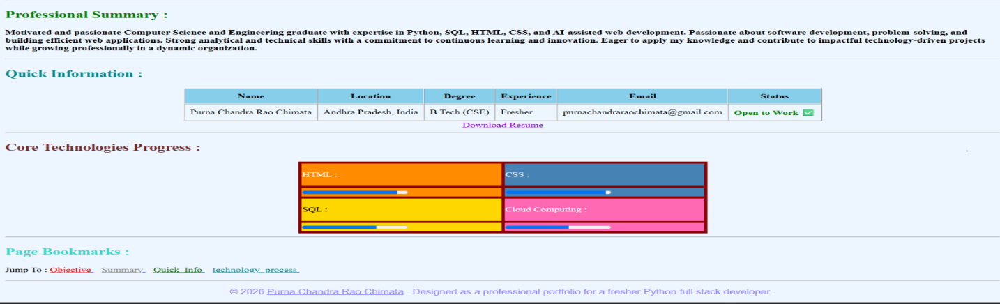 Professional Summary :
Motivated and passionate Computer Science and Engineering graduate with expertise in Python, SQL, HTML, CSS, and AI-assisted web development. Passionate about software development, problem-solving, and
building efficient web applications. Strong analytical and technical skills with a commitment to continuous learning and innovation. Eager to apply my knowledge and contribute to impactful technology-driven projects
while growing professionally in a dynamic organization.
Quick Information :
Name Location Degree Experience Email Status
Purna Chandra Rao Chimata Andhra Pradesh, India B.Tech (CSE) Fresher purnachandraraochimata@gmail.com Open to Work ✅
Download Resume
Core Technologies Progress :
.
HTML : CSS :
SQL : Cloud Computing :
Page Bookmarks :
Jump To : Objective Summary Quick_Info technology_process
© 2026 Purna Chandra Rao Chimata . Designed as a professional portfolio for a fresher Python full stack developer .